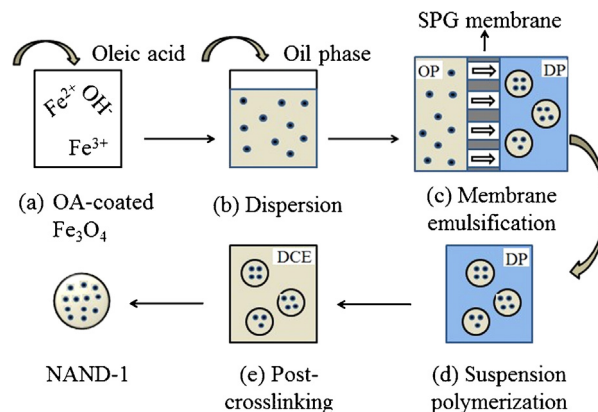 SPG membrane
Oleic acid
Oil phase
Fe²⁺ OH⁻
Fe³⁺
OP
DP
(a) OA-coated
Fe₃O₄
(b) Dispersion
(c) Membrane
emulsification
DCE
DP
NAND-1
(e) Post-
crosslinking
(d) Suspension
polymerization